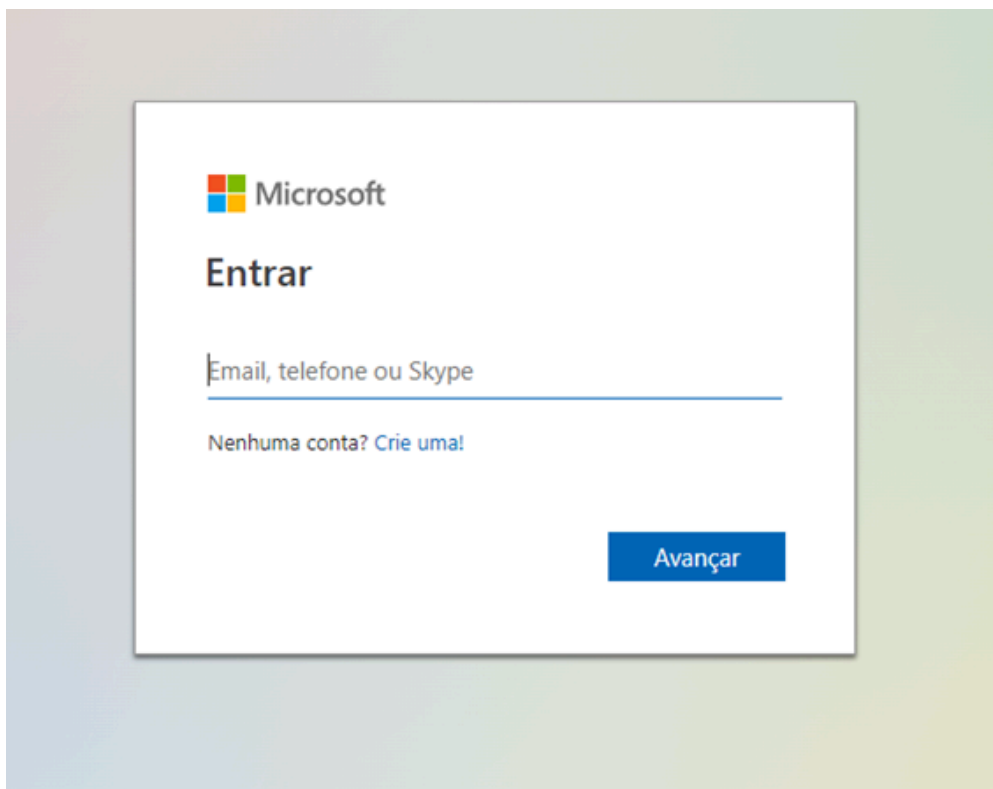 Microsoft
Entrar
Email, telefone ou Skype
Nenhuma conta? Crie uma!
Avançar